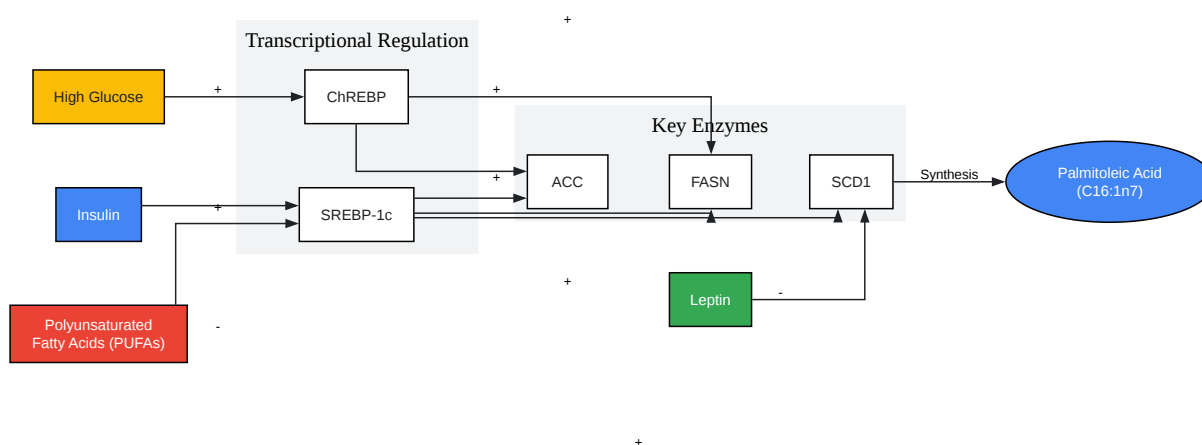 +
Transcriptional Regulation
High Glucose
+
ChREBP
+
Key Enzymes
+
ACC
FASN
SCD1
Synthesis
Palmitoleic Acid
(C16:1n7)
Insulin
+
SREBP-1c
+
Leptin
-
Polyunsaturated
Fatty Acids (PUFAs)
-
+